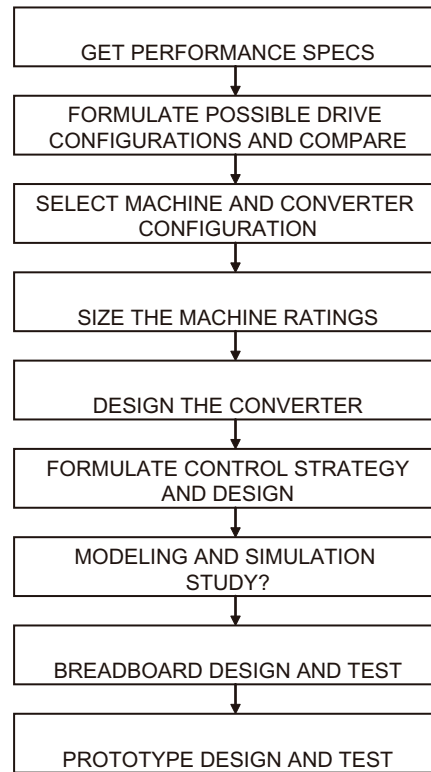 GET PERFORMANCE SPECS
FORMULATE POSSIBLE DRIVE
CONFIGURATIONS AND COMPARE
SELECT MACHINE AND CONVERTER
CONFIGURATION
SIZE THE MACHINE RATINGS
DESIGN THE CONVERTER
FORMULATE CONTROL STRATEGY
AND DESIGN
MODELING AND SIMULATION
STUDY?
BREADBOARD DESIGN AND TEST
PROTOTYPE DESIGN AND TEST